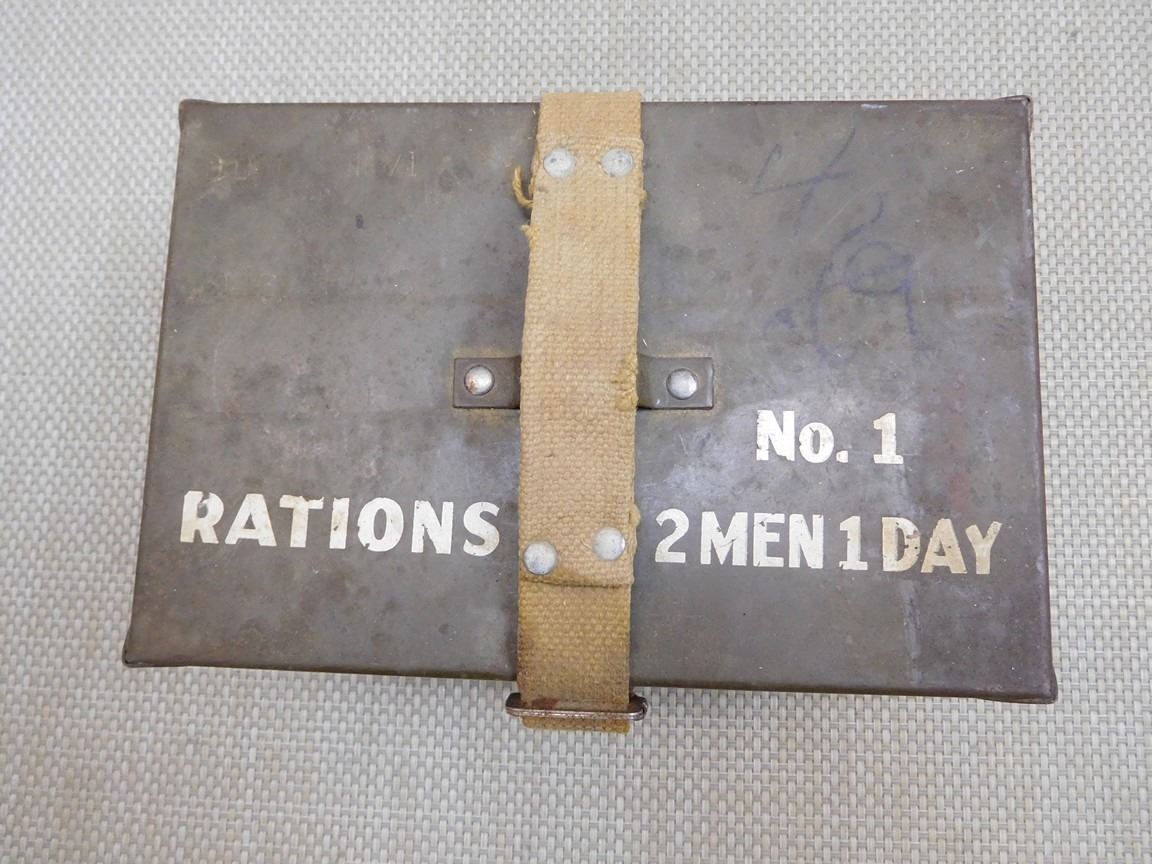 No. 1
RATIONS 2 MEN 1 DAY